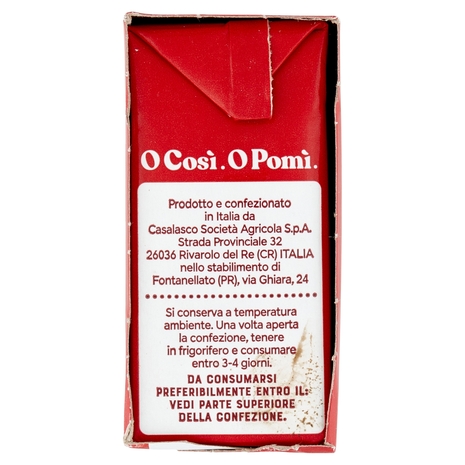 O Così. O Pomì.
Prodotto e confezionato
in Italia da
Casalasco Società Agricola S.p.A.
Strada Provinciale 32
26036 Rivarolo del Re (CR) ITALIA
nello stabilimento di
Fontanellato (PR), via Ghiara, 24
Si conserva a temperatura
ambiente. Una volta aperta
la confezione, tenere
in frigorifero e consumare
entro 3-4 giorni.
DA CONSUMARSI
PREFERIBILMENTE ENTRO IL:
VEDI PARTE SUPERIORE
DELLA CONFEZIONE.